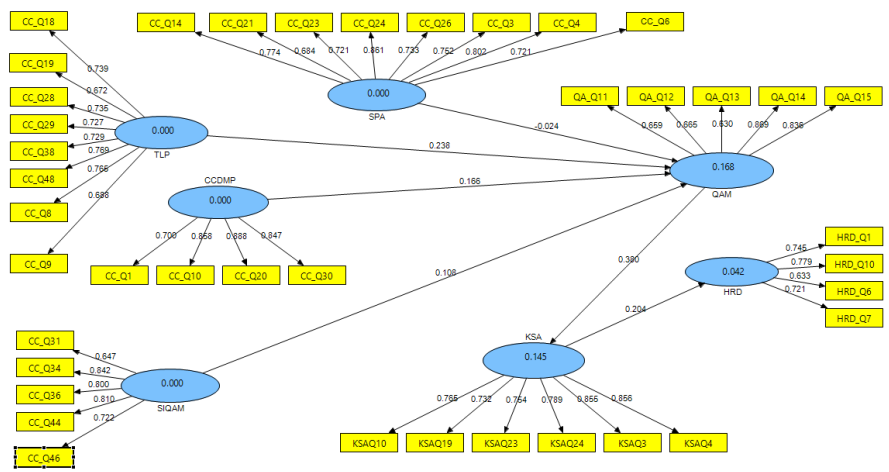 CC_Q18
CC_Q19
CC_Q28
CC_Q29
CC_Q38
CC_Q48
CC_Q8
CC_Q9
0.739
0.672
0.735
0.727
0.729
0.769
0.766
0.688
0.000
TLP
CC_Q14
CC_Q21
CC_Q23
CC_Q24
CC_Q26
CC_Q3
CC_Q4
CC_Q6
0.774
0.684
0.721
0.861
0.733
0.752
0.802
0.721
0.000
SPA
CCDMP
0.000
0.700
0.858
0.888
0.847
CC_Q1
CC_Q10
CC_Q20
CC_Q30
-0.024
0.238
0.166
0.108
QA_Q11
QA_Q12
QA_Q13
QA_Q14
QA_Q15
0.659
0.665
0.630
0.869
0.836
0.168
QAM
0.380
CC_Q31
CC_Q34
CC_Q36
CC_Q44
CC_Q46
0.647
0.842
0.800
0.810
0.722
0.000
SIQAM
KSA
0.145
0.204
0.765
0.732
0.754
0.789
0.855
0.856
KSAQ10
KSAQ19
KSAQ23
KSAQ24
KSAQ3
KSAQ4
0.042
HRD
0.745
0.779
0.633
0.721
HRD_Q1
HRD_Q10
HRD_Q6
HRD_Q7